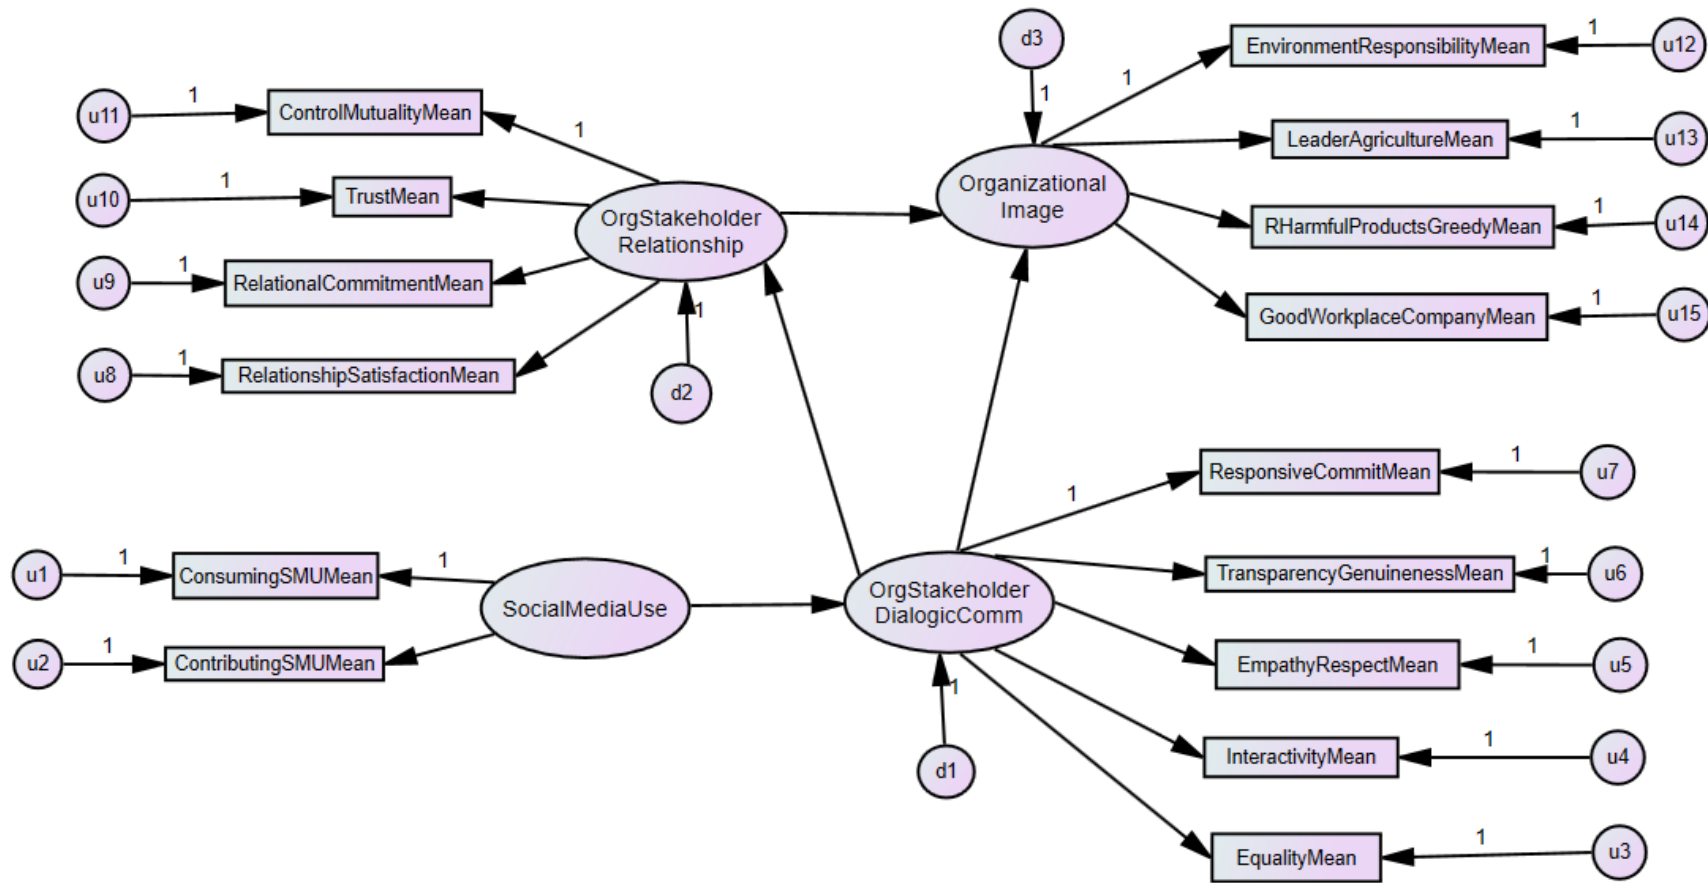 d3
1
EnvironmentResponsibilityMean
1
u12
1
u11
1
ControlMutualityMean
1
LeaderAgricultureMean
1
u13
1
u10
1
TrustMean
OrgStakeholder
Relationship
Organizational
Image
RHarmfulProductsGreedyMean
1
u14
u9
1
RelationalCommitmentMean
GoodWorkplaceCompanyMean
1
u15
u8
1
RelationshipSatisfactionMean
1
d2
ResponsiveCommitMean
1
u7
1
u1
1
ConsumingSMUMean
1
SocialMediaUse
OrgStakeholder
DialogicComm
TransparencyGenuinenessMean
1
u6
u2
1
ContributingSMUMean
EmpathyRespectMean
1
u5
1
d1
InteractivityMean
1
u4
EqualityMean
1
u3